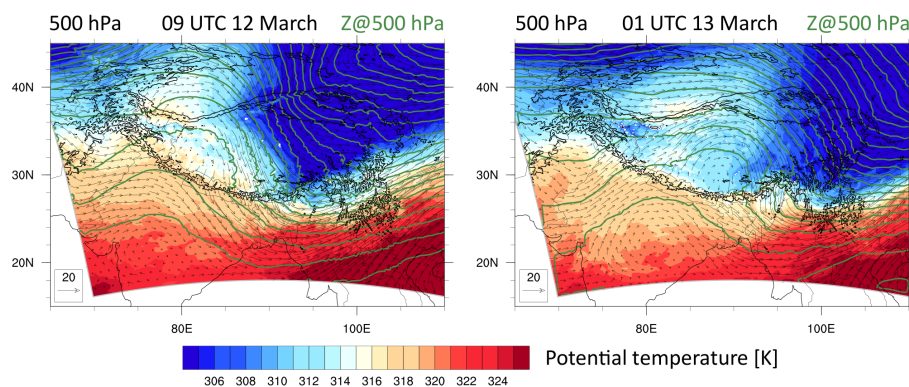 500 hPa 09 UTC 12 March Z@500 hPa
500 hPa 01 UTC 13 March Z@500 hPa
40N
30N
20N
20
80E 100E
40N
30N
20N
20
80E 100E
306 308 310 312 314 316 318 320 322 324
Potential temperature [K]